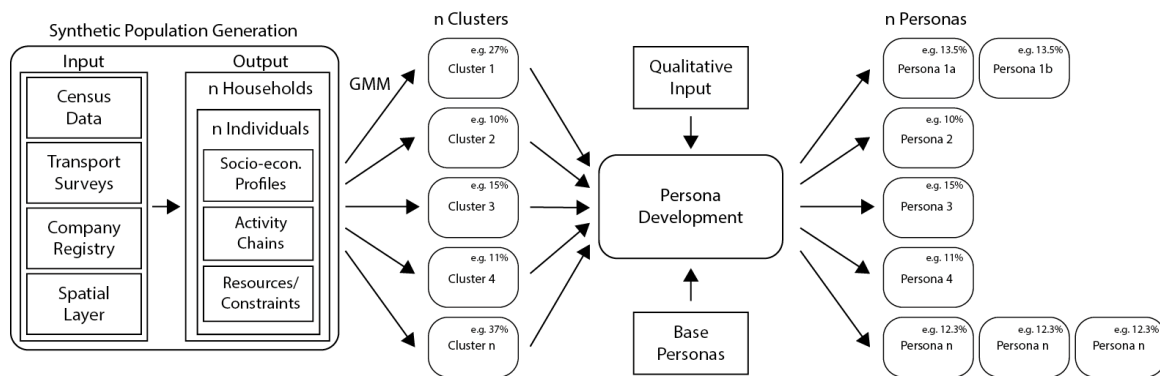 Synthetic Population Generation
Input
Census
Data
Transport
Surveys
Company
Registry
Spatial
Layer
Output
n Households
n Individuals
Socio-econ.
Profiles
Activity
Chains
Resources/
Constraints
GMM
n Clusters
e.g. 27%
Cluster 1
e.g. 10%
Cluster 2
e.g. 15%
Cluster 3
e.g. 11%
Cluster 4
e.g. 37%
Cluster n
Qualitative
Input
Persona
Development
Base
Personas
n Personas
e.g. 13.5%
Persona 1a
e.g. 13.5%
Persona 1b
e.g. 10%
Persona 2
e.g. 15%
Persona 3
e.g. 11%
Persona 4
e.g. 12.3%
Persona n
e.g. 12.3%
Persona n
e.g. 12.3%
Persona n